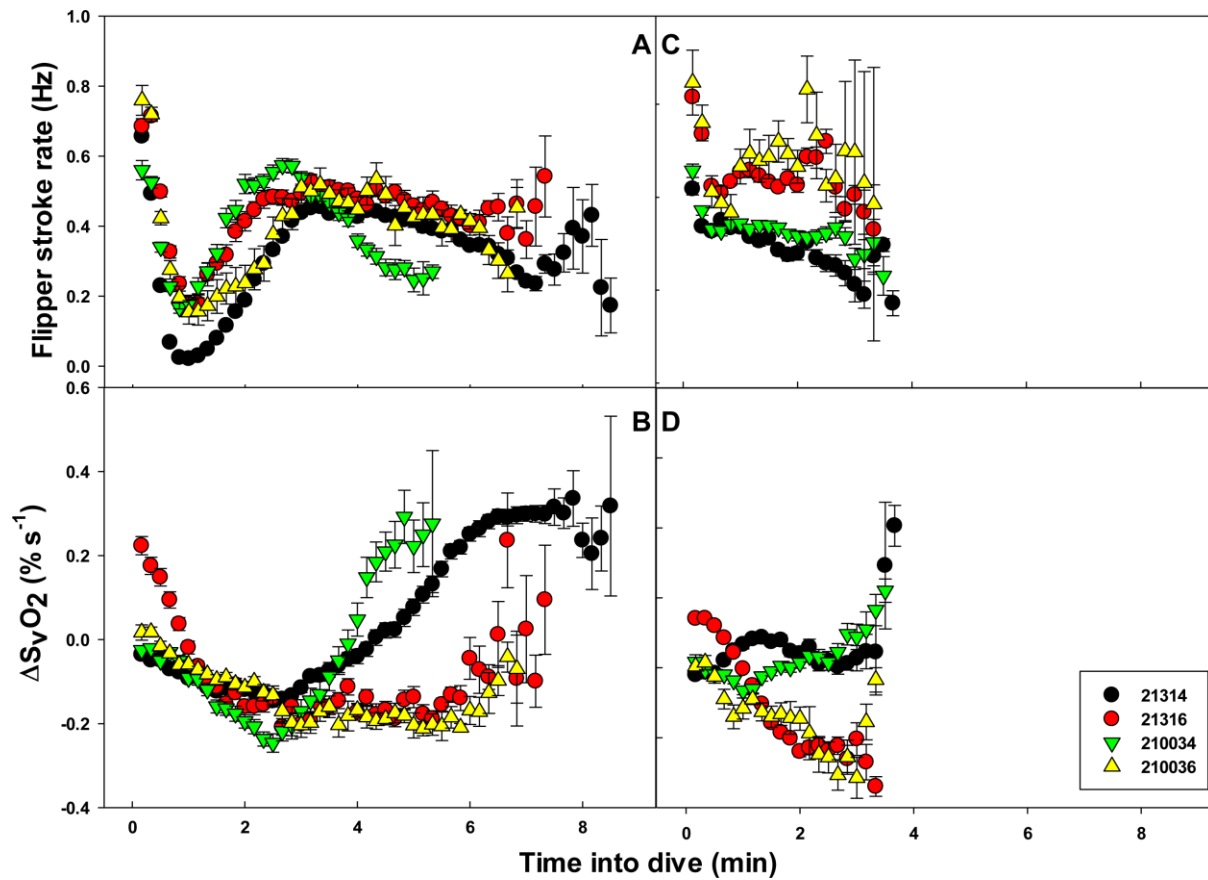 1.0
A
C
0.8
0.6
0.4
0.2
0.0
Flipper stroke rate (Hz)
0.6
B
D
0.4
0.2
0.0
-0.2
-0.4
ΔSᵥO₂ (% s⁻¹)
21314
21316
210034
210036
0 2 4 6 8
0 2 4 6 8
Time into dive (min)